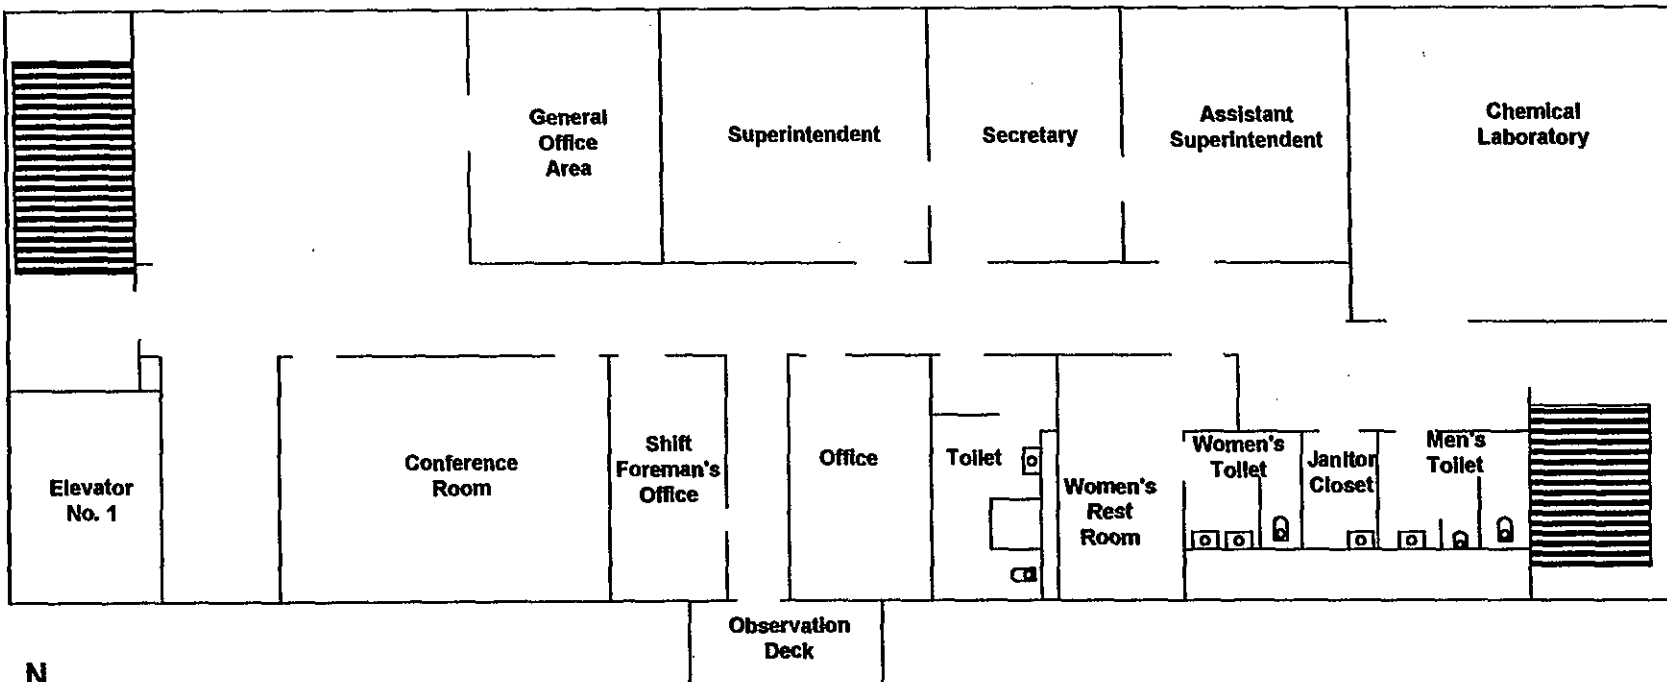 General
Office
Area
Superintendent
Secretary
Assistant
Superintendent
Chemical
Laboratory
Elevator
No. 1
Conference
Room
Shift
Foreman's
Office
Office
Toilet
Women's
Rest
Room
Women's
Toilet
Janitor
Closet
Men's
Toilet
Observation
Deck
N